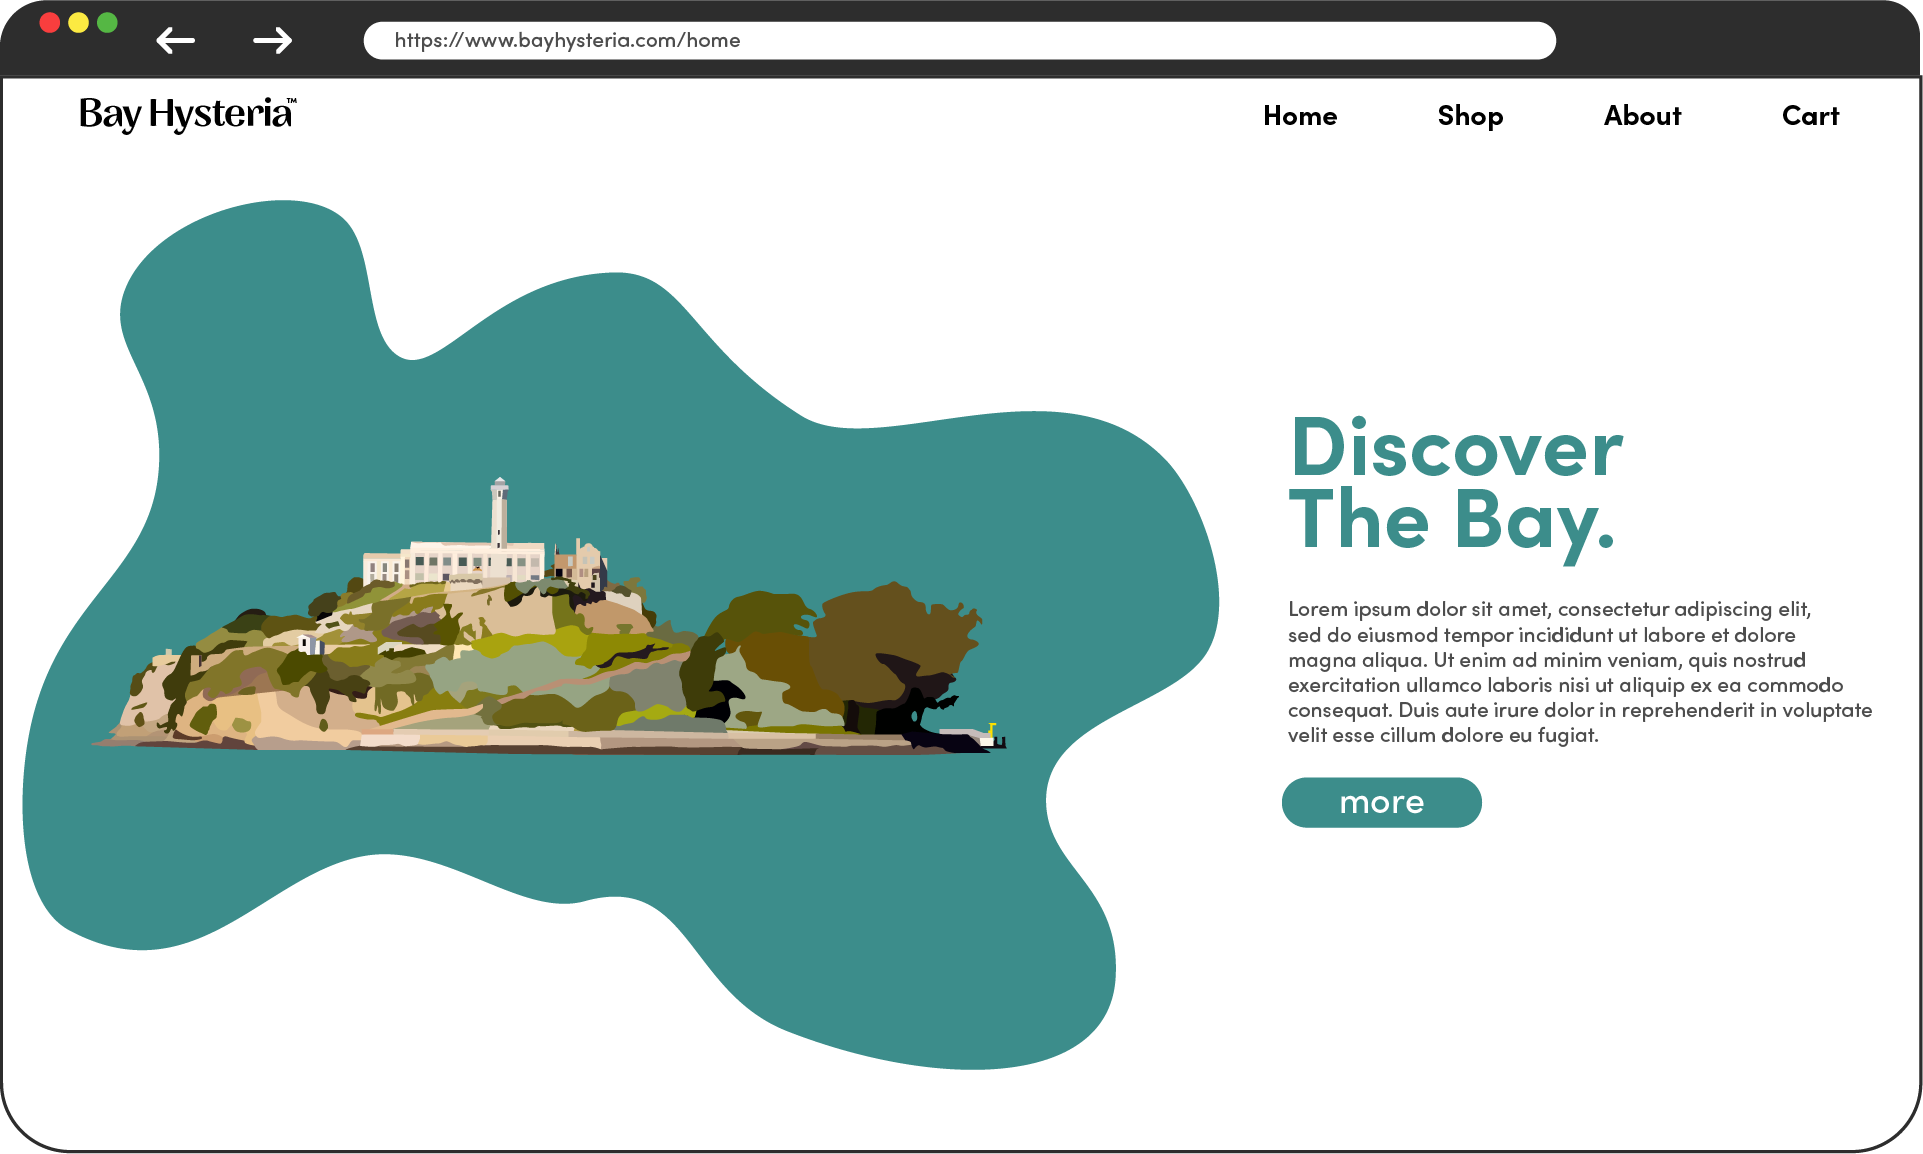 https://www.bayhysteria.com/home
Bay Hysteria™
Home Shop About Cart
Discover
The Bay.
Lorem ipsum dolor sit amet, consectetur adipiscing elit,
sed do eiusmod tempor incididunt ut labore et dolore
magna aliqua. Ut enim ad minim veniam, quis nostrud
exercitation ullamco laboris nisi ut aliquip ex ea commodo
consequat. Duis aute irure dolor in reprehenderit in voluptate
velit esse cillum dolore eu fugiat.
more